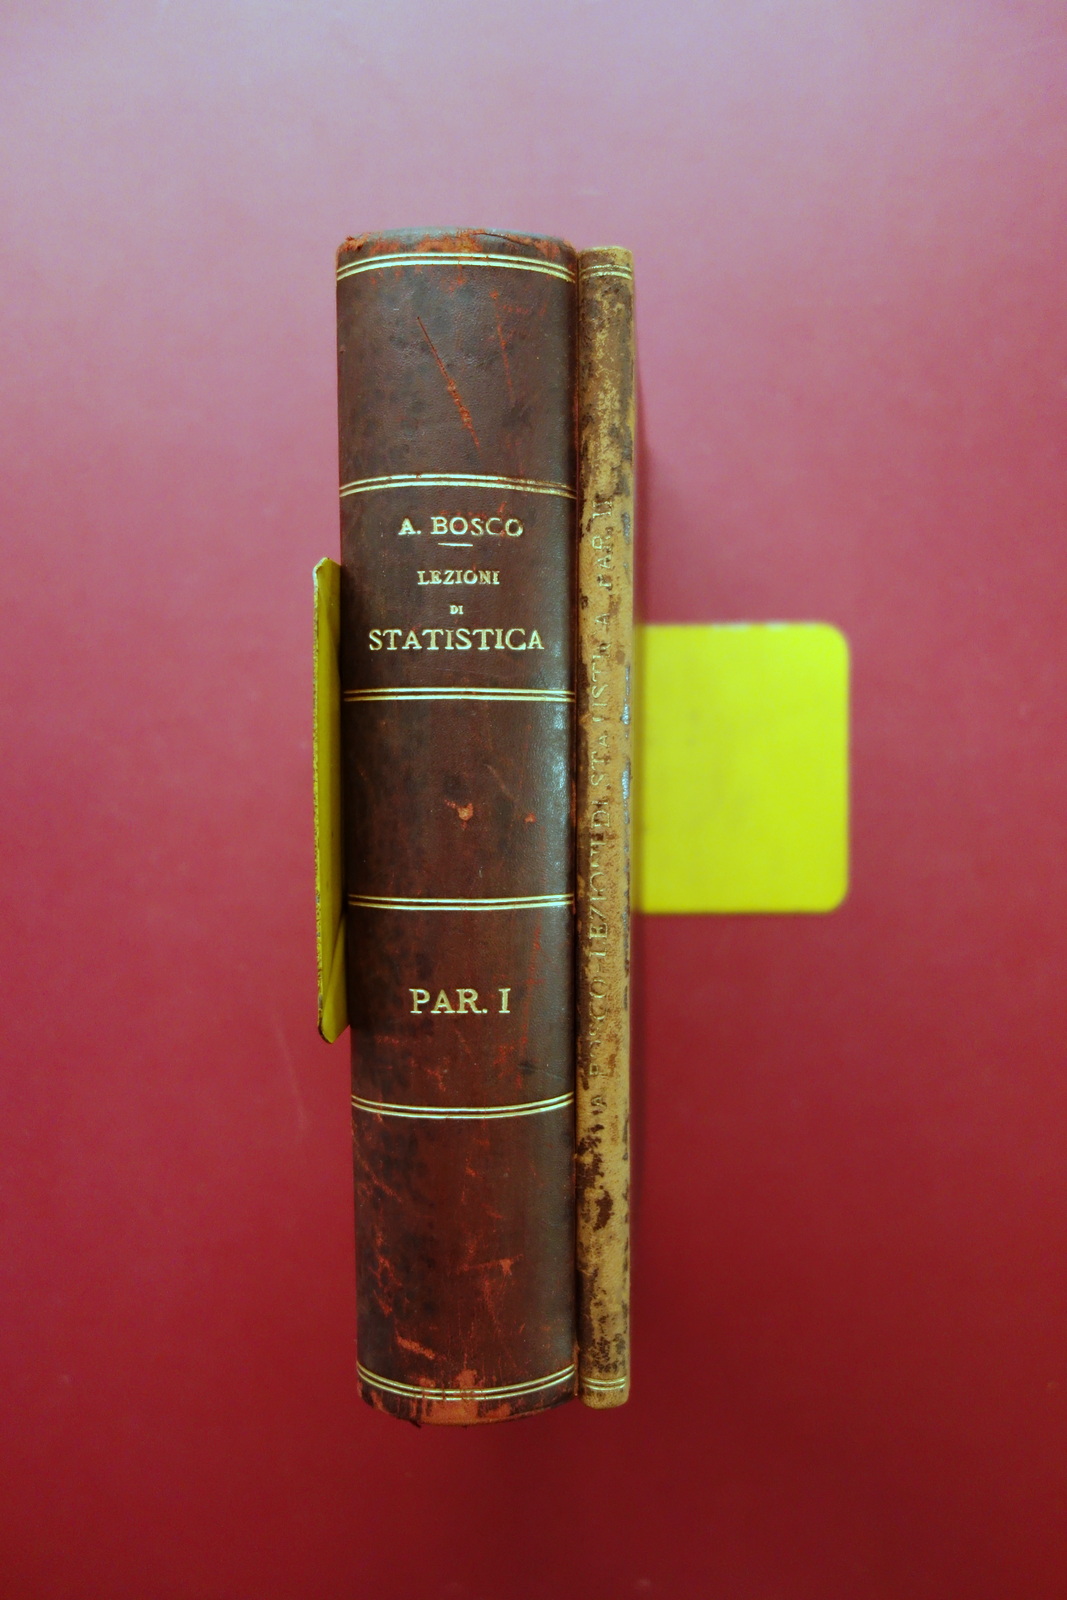 A. BOSCO
LEZIONI
DI
STATISTICA
PAR. I
A BOSCO LEZIONI DI STATISTICA PAR. II